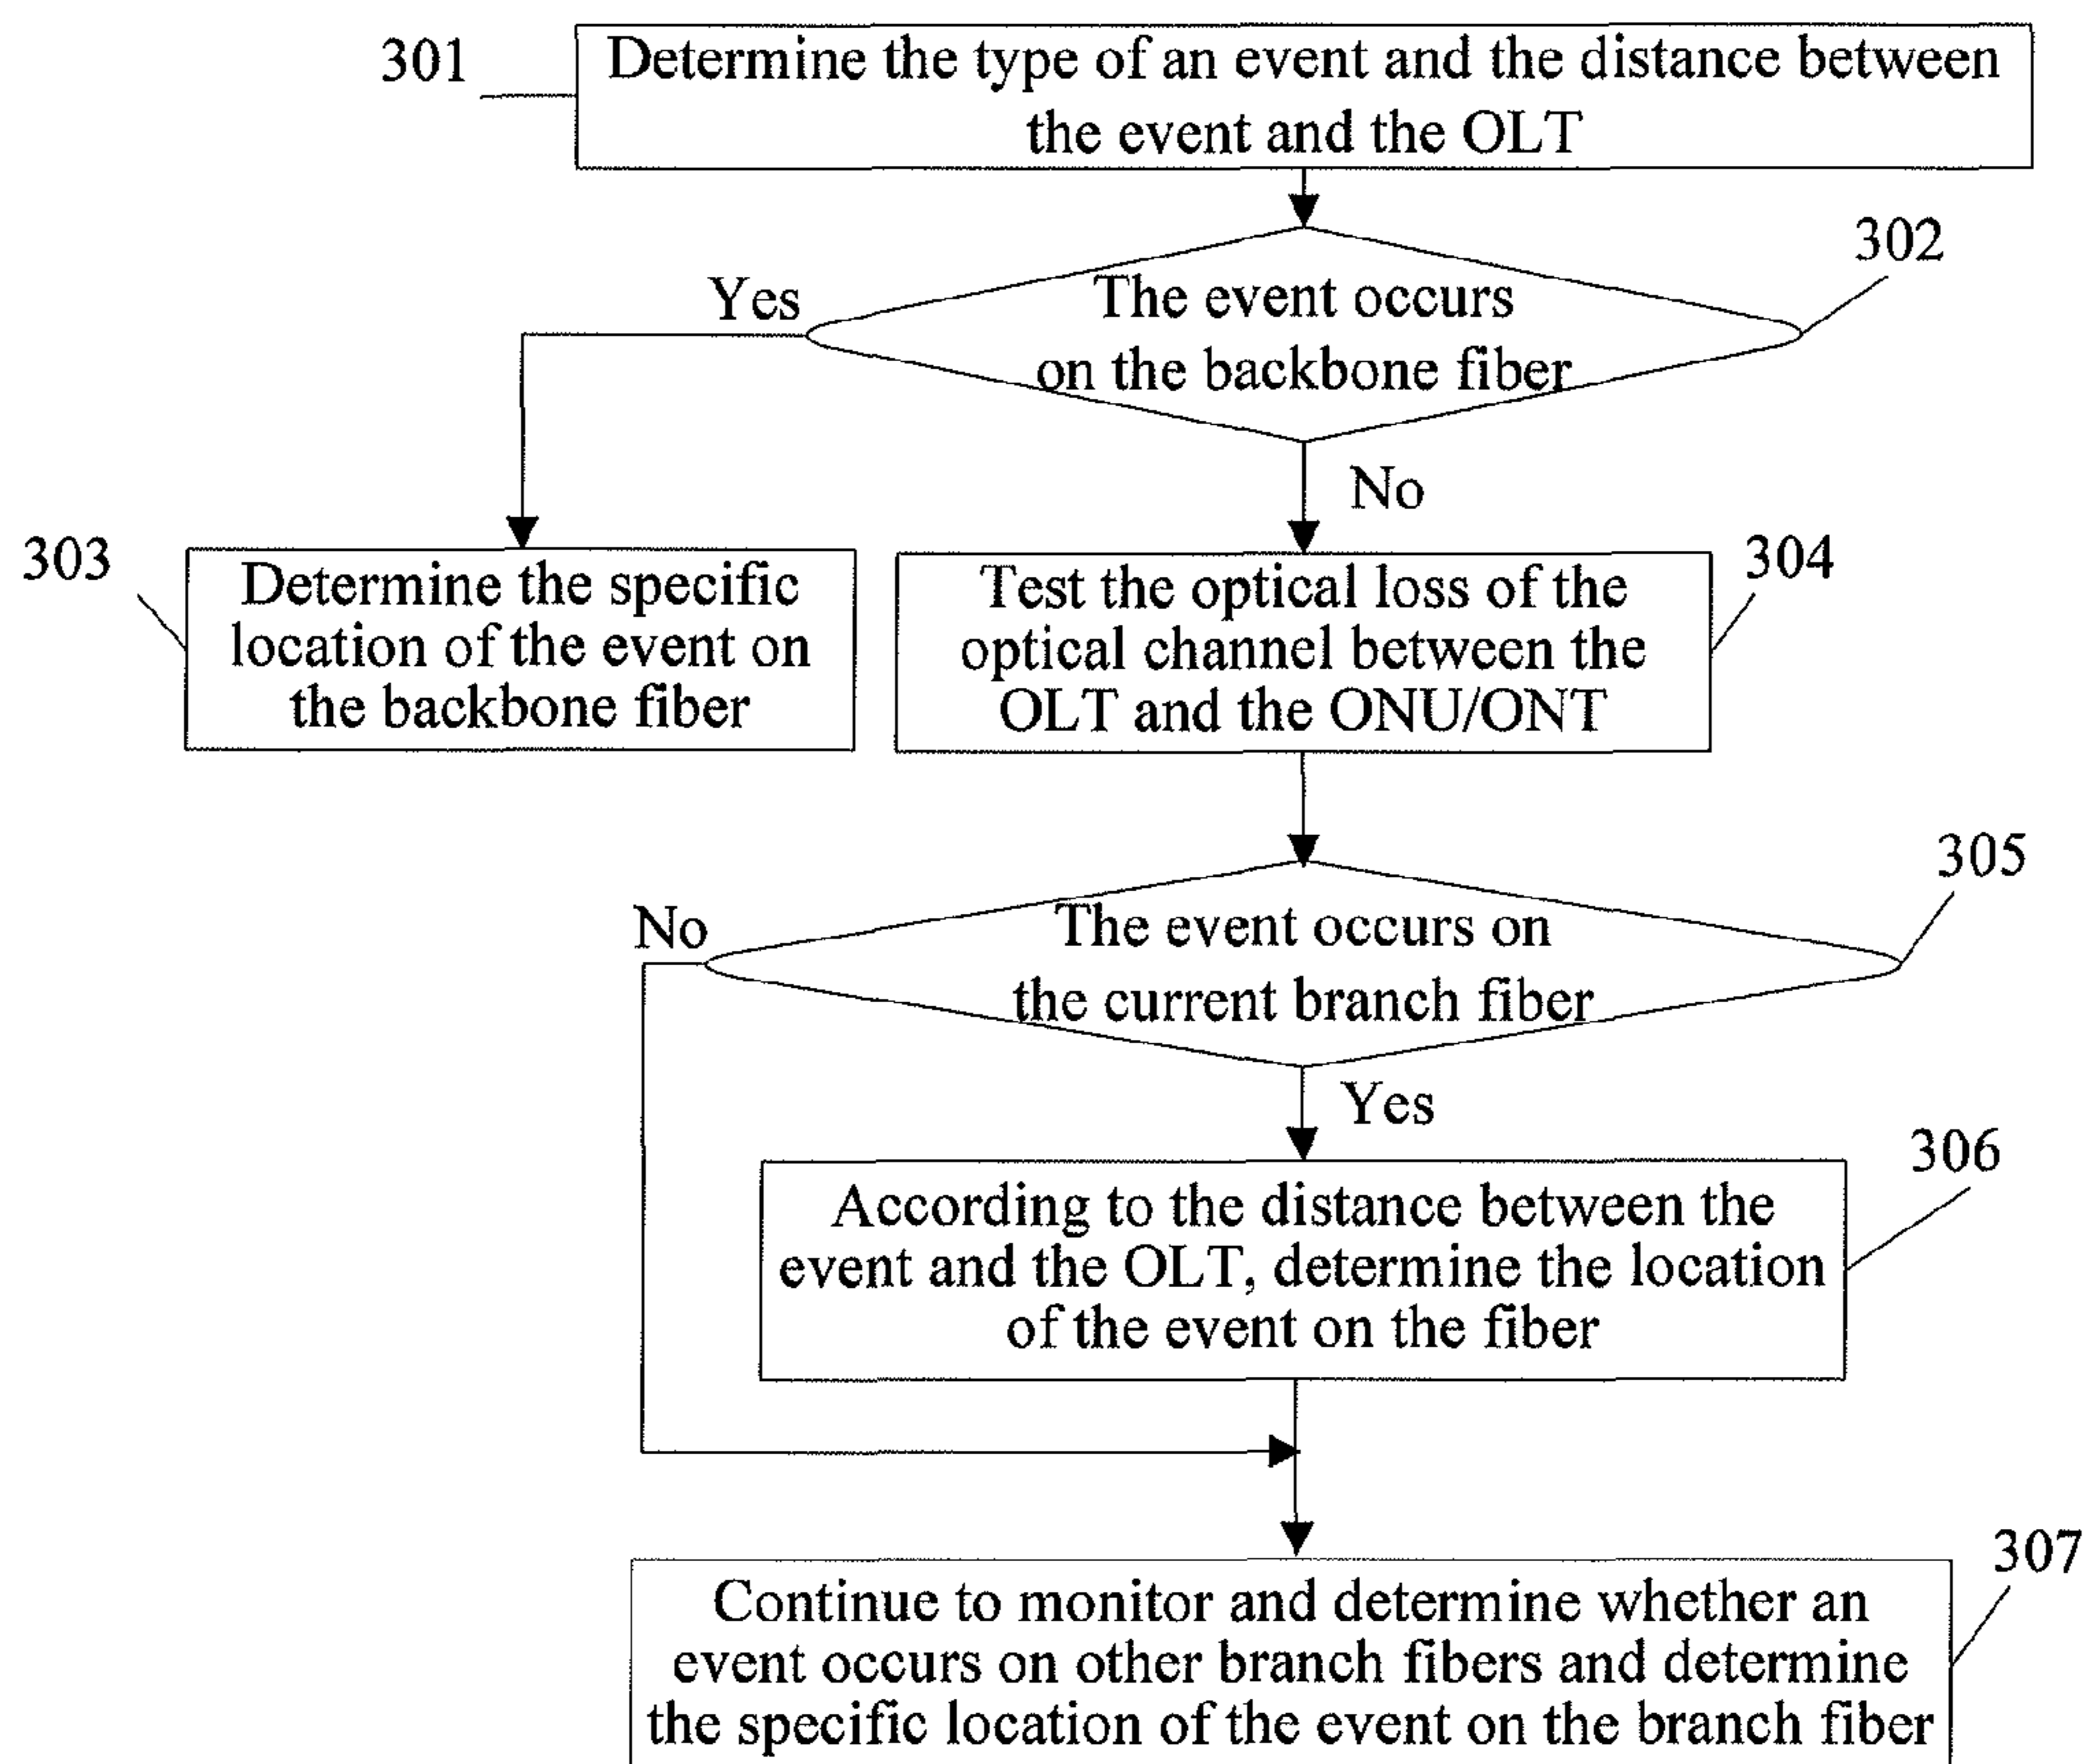 301
Determine the type of an event and the distance between
the event and the OLT
302
Yes
The event occurs
on the backbone fiber
No
303
Determine the specific
location of the event on
the backbone fiber
304
Test the optical loss of the
optical channel between the
OLT and the ONU/ONT
305
No
The event occurs on
the current branch fiber
Yes
306
According to the distance between the
event and the OLT, determine the location
of the event on the fiber
307
Continue to monitor and determine whether an
event occurs on other branch fibers and determine
the specific location of the event on the branch fiber